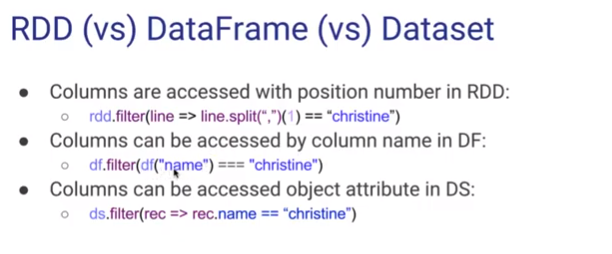 RDD (vs) DataFrame (vs) Dataset
● Columns are accessed with position number in RDD:
○ rdd.filter(line => line.split(“,”)(1) == “christine”)
● Columns can be accessed by column name in DF:
○ df.filter(df("name") === "christine")
● Columns can be accessed object attribute in DS:
○ ds.filter(rec => rec.name == “christine”)